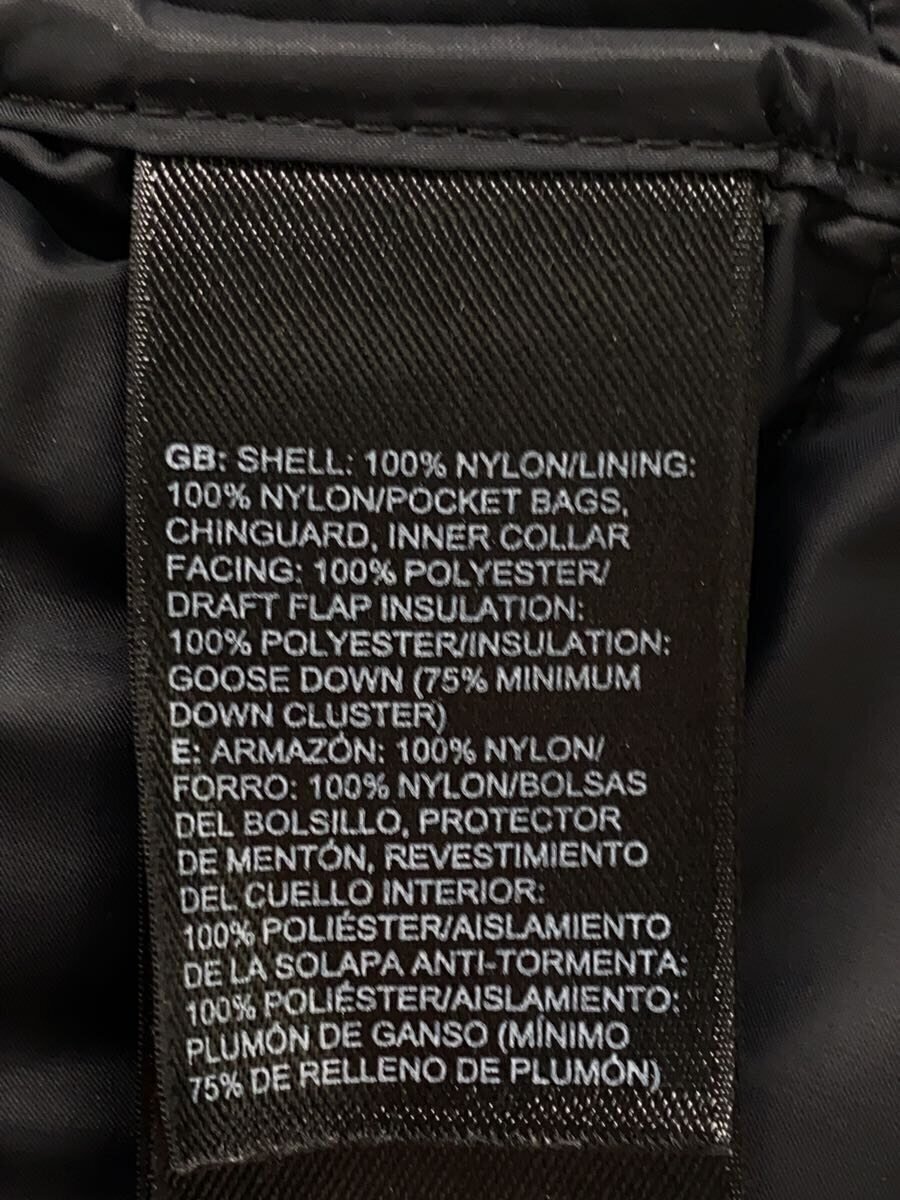 GB: SHELL: 100% NYLON/LINING:
100% NYLON/POCKET BAGS,
CHINGUARD, INNER COLLAR
FACING: 100% POLYESTER/
DRAFT FLAP INSULATION:
100% POLYESTER/INSULATION:
GOOSE DOWN (75% MINIMUM
DOWN CLUSTER)
E: ARMAZÓN: 100% NYLON/
FORRO: 100% NYLON/BOLSAS
DEL BOLSILLO, PROTECTOR
DE MENTÓN, REVESTIMIENTO
DEL CUELLO INTERIOR:
100% POLIÉSTER/AISLAMIENTO
DE LA SOLAPA ANTI-TORMENTA:
100% POLIÉSTER/AISLAMIENTO:
PLUMÓN DE GANSO (MÍNIMO
75% DE RELLENO DE PLUMÓN)